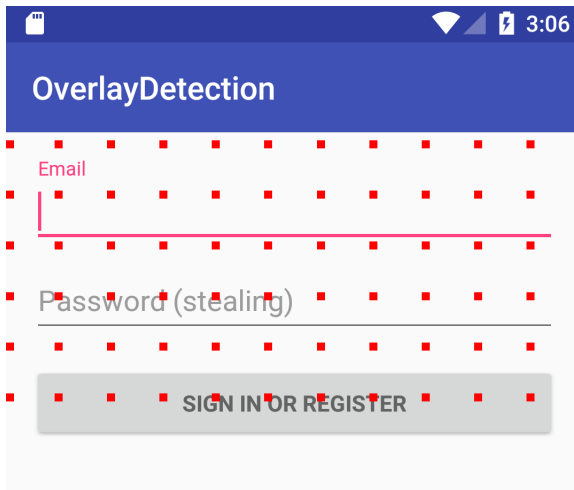 3:06
OverlayDetection
Email
Password (stealing)
SIGN IN OR REGISTER